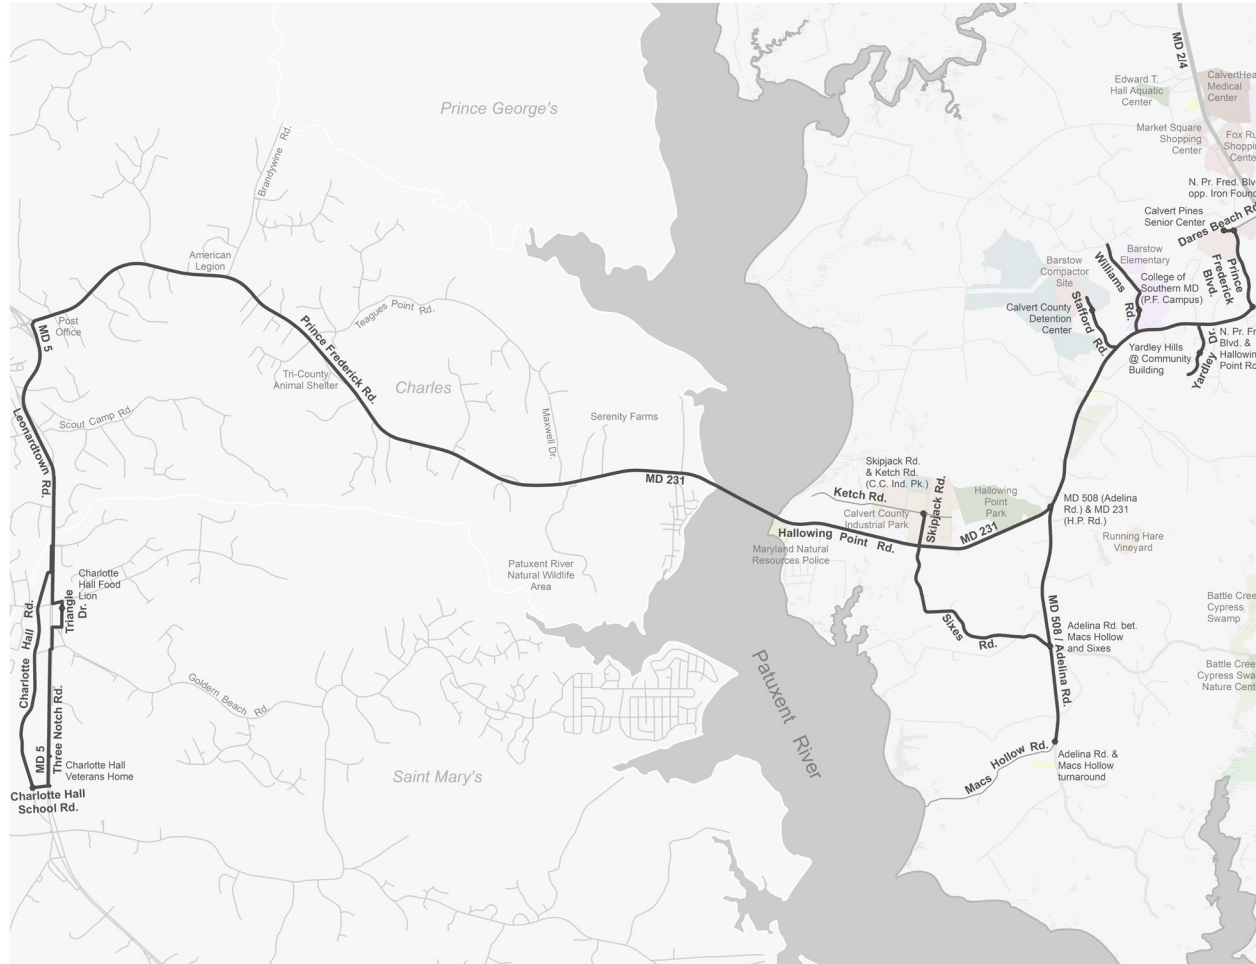 MD 2/4
Edward T.
Hall Aquatic
Center
CalvertHea
Medical
Center
Prince George's
Market Square
Shopping
Center
Fox Ru
Shoppin
Cente
Brandywine Rd.
N. Pr. Fred. Blv
opp. Iron Foun
Calvert Pines
Senior Center
Dares Beach Rd
American
Legion
Barstow
Elementary
Barstow
Compactor
Site
Williams Rd.
College of
Southern MD
(P.F. Campus)
Prince
Frederick
Blvd.
Calvert County
Detention
Center
Stafford Rd.
Teagues Point Rd.
Post
Office
MD 5
Prince Frederick Rd.
Yardley Hills
@ Community
Building
Yardley Dr.
N. Pr. Fr
Blvd. &
Hallowin
Point Rd
Tri-County
Animal Shelter
Charles
Scout Camp Rd.
Leonardtown Rd.
Maxwell Dr.
Serenity Farms
MD 231
Skipjack Rd.
& Ketch Rd.
(C.C. Ind. Pk.)
Ketch Rd.
Skipjack Rd.
Hallowing
Point
Park
MD 508 (Adelina
Rd.) & MD 231
(H.P. Rd.)
Calvert County
Industrial Park
MD 231
Hallowing Point Rd.
Running Hare
Vineyard
Maryland Natural
Resources Police
Patuxent River
Natural Wildlife
Area
Charlotte
Hall Food
Lion
Triangle
Dr.
Charlotte Hall Rd.
Battle Cree
Cypress
Swamp
MD 508 / Adelina Rd.
Adelina Rd. bet.
Macs Hollow
and Sixes
Sixes Rd.
Battle Cree
Cypress Swa
Nature Cent
Patuxent River
Goldern Beach Rd.
MD 5
Three Notch Rd.
Charlotte Hall
Veterans Home
Saint Mary's
Macs Hollow Rd.
Adelina Rd. &
Macs Hollow
turnaround
Charlotte Hall
School Rd.